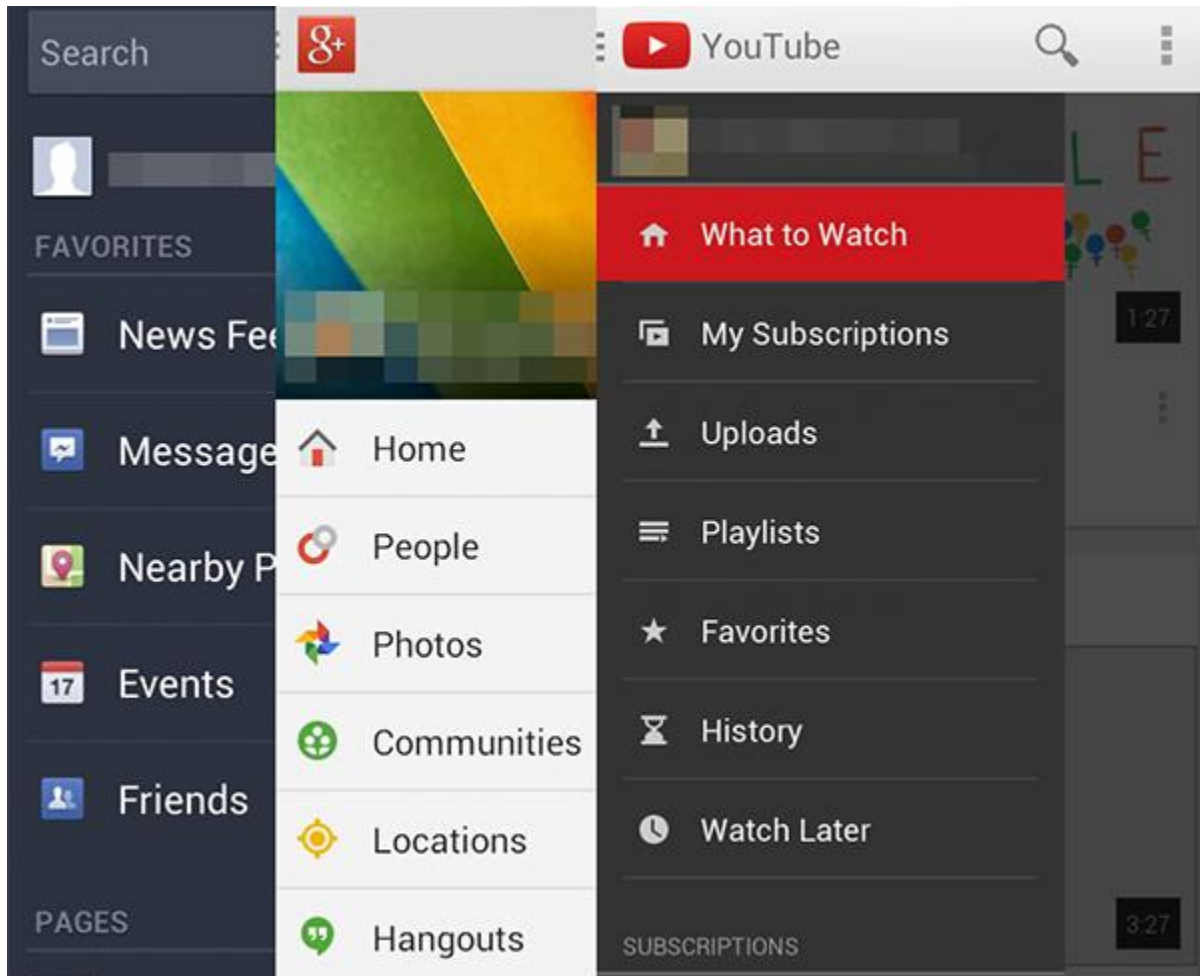 Search
FAVORITES
News Fee
Message
Nearby P
Events
Friends
PAGES
8+
Home
People
Photos
Communities
Locations
Hangouts
YouTube
What to Watch
My Subscriptions
Uploads
Playlists
Favorites
History
Watch Later
SUBSCRIPTIONS
L E
1:27
3:27
17